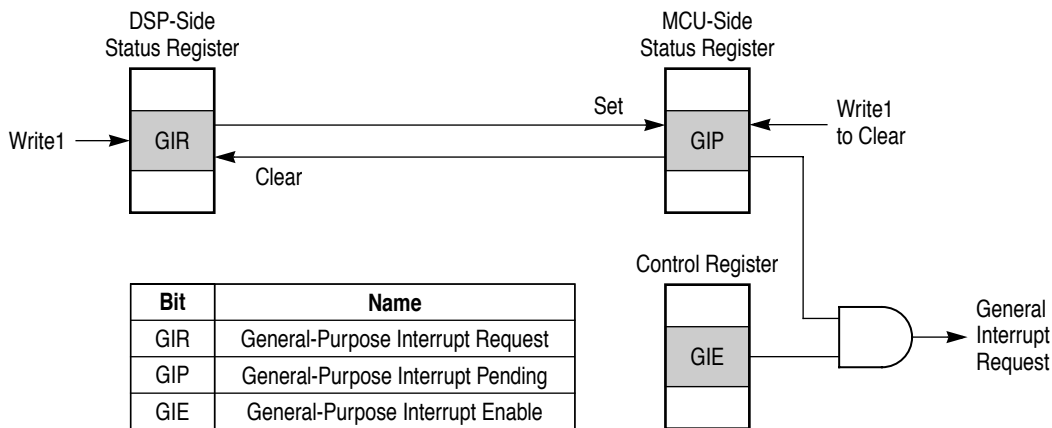 DSP-Side
Status Register
MCU-Side
Status Register
Write1
GIR
Set
Clear
GIP
Write1
to Clear
Control Register
GIE
General
Interrupt
Request
Bit Name
GIR General-Purpose Interrupt Request
GIP General-Purpose Interrupt Pending
GIE General-Purpose Interrupt Enable